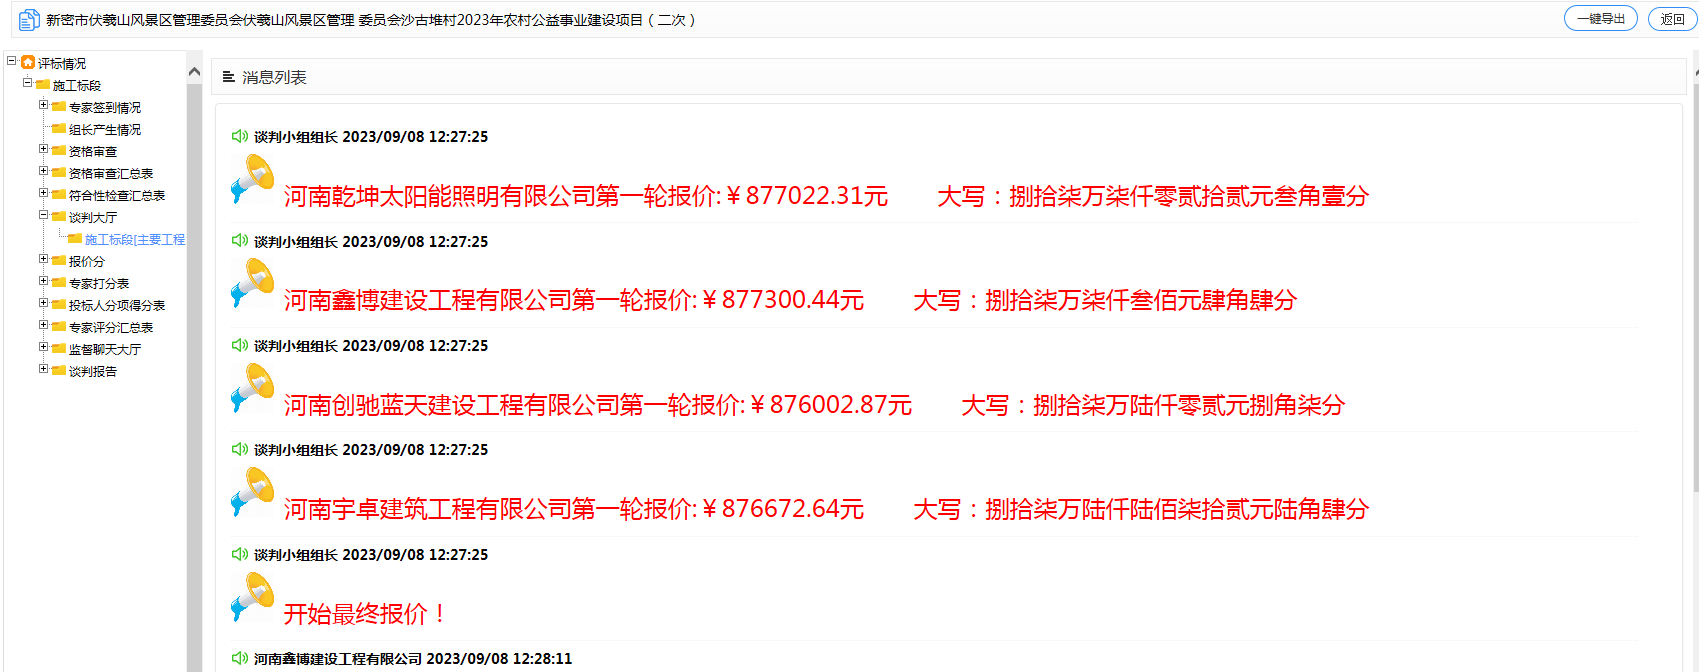 新密市伏羲山风景区管理委员会伏羲山风景区管理 委员会沙古堆村2023年农村公益事业建设项目（二次）
一键导出
返回
评标情况
施工标段
专家签到情况
组长产生情况
资格审查
资格审查汇总表
符合性检查汇总表
谈判大厅
施工标段[主要工程
报价分
专家打分表
投标人分项得分表
专家评分汇总表
监督聊天大厅
谈判报告
消息列表
谈判小组组长 2023/09/08 12:27:25
河南乾坤太阳能照明有限公司第一轮报价:￥877022.31元 大写：捌拾柒万柒仟零贰拾贰元叁角壹分
谈判小组组长 2023/09/08 12:27:25
河南鑫博建设工程有限公司第一轮报价:￥877300.44元 大写：捌拾柒万柒仟叁佰元肆角肆分
谈判小组组长 2023/09/08 12:27:25
河南创驰蓝天建设工程有限公司第一轮报价:￥876002.87元 大写：捌拾柒万陆仟零贰元捌角柒分
谈判小组组长 2023/09/08 12:27:25
河南宇卓建筑工程有限公司第一轮报价:￥876672.64元 大写：捌拾柒万陆仟陆佰柒拾贰元陆角肆分
谈判小组组长 2023/09/08 12:27:25
开始最终报价！
河南鑫博建设工程有限公司 2023/09/08 12:28:11